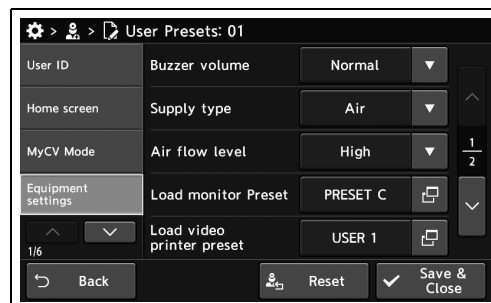 > > User Presets: 01
User ID
Home screen
MyCV Mode
Equipment
settings
1/6
Buzzer volume Normal
Supply type Air
Air flow level High
Load monitor Preset PRESET C
Load video
printer preset USER 1
1
2
Back
Reset
Save &
Close